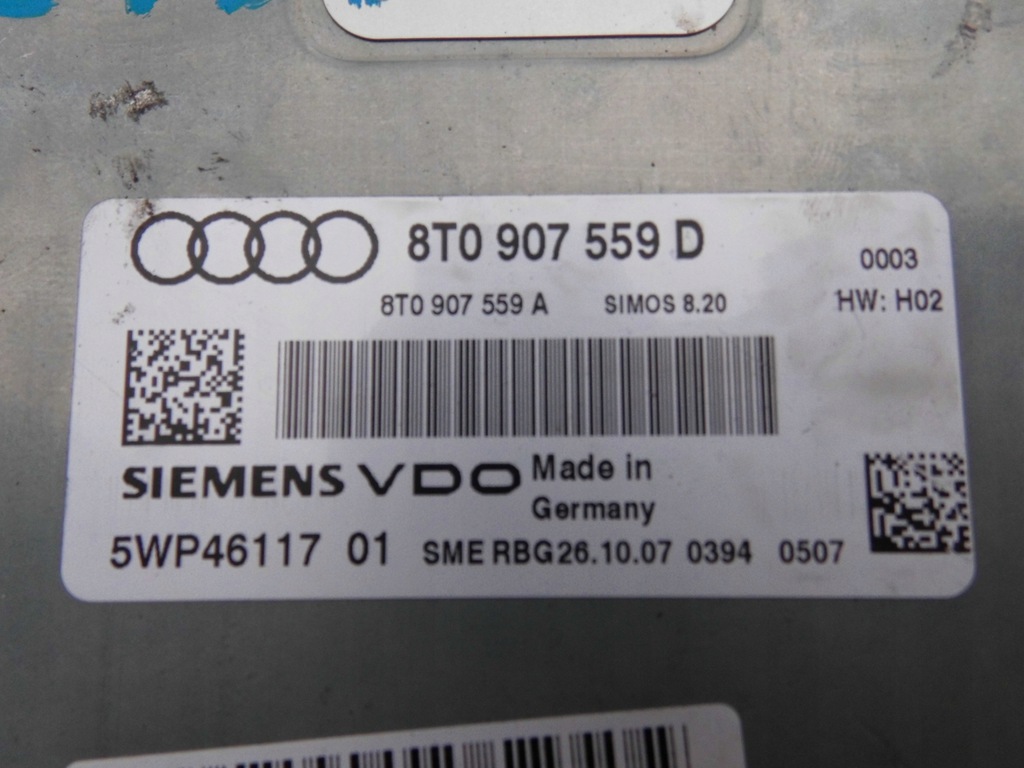 8T0 907 559 D
0003
8T0 907 559 A SIMOS 8.20 HW: H02
SIEMENS VDO Made in
Germany
5WP46117 01 SME RBG26.10.07 0394 0507